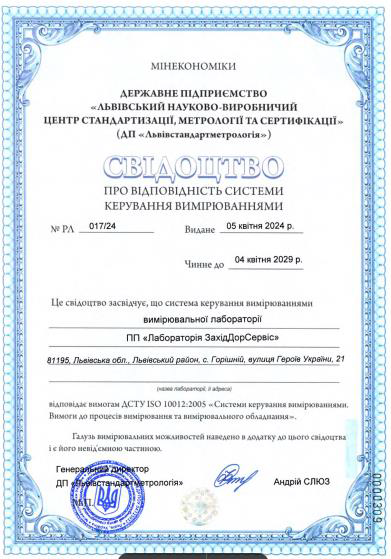 МІНЕКОНОМІКИ
ДЕРЖАВНЕ ПІДПРИЄМСТВО
«ЛЬВІВСЬКИЙ НАУКОВО-ВИРОБНИЧИЙ
ЦЕНТР СТАНДАРТИЗАЦІЇ, МЕТРОЛОГІЇ ТА СЕРТИФІКАЦІЇ»
(ДП «Львівстандартметрологія»)
СВІДОЦТВО
ПРО ВІДПОВІДНІСТЬ СИСТЕМИ
КЕРУВАННЯ ВИМІРЮВАННЯМИ
№ РЛ 017/24 Видане 05 квітня 2024 р.
Чинне до 04 квітня 2029 р.
Це свідоцтво засвідчує, що система керування вимірюваннями
вимірювальної лабораторії
ПП «Лабораторія ЗахідДорСервіс»
81195, Львівська обл., Львівський район, с. Горішній, вулиця Героїв України, 21
(назва лабораторії, її адреса)
відповідає вимогам ДСТУ ISO 10012:2005 «Системи керування вимірюваннями.
Вимоги до процесів вимірювання та вимірювального обладнання».
Галузь вимірювальних можливостей наведено в додатку до цього свідоцтва
і є його невід'ємною частиною.
Генеральний директор
ДП «Львівстандартметрологія» Андрій СЛЮЗ
М.П.
0000309